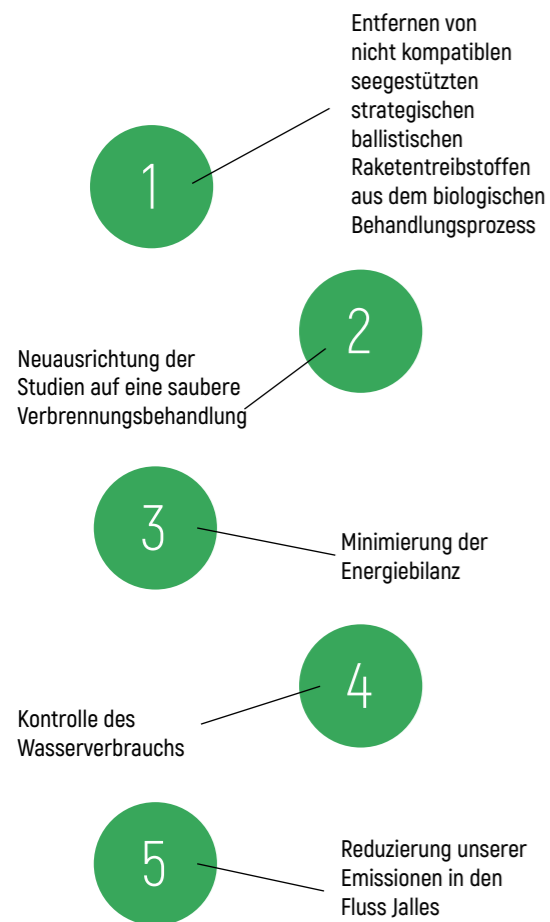 Entfernen von
nicht kompatiblen
seegestützten
strategischen
ballistischen
Raketentreibstoffen
aus dem biologischen
Behandlungsprozess
1
2
Neuausrichtung der
Studien auf eine saubere
Verbrennungsbehandlung
3
Minimierung der
Energiebilanz
4
Kontrolle des
Wasserverbrauchs
5
Reduzierung unserer
Emissionen in den
Fluss Jalles